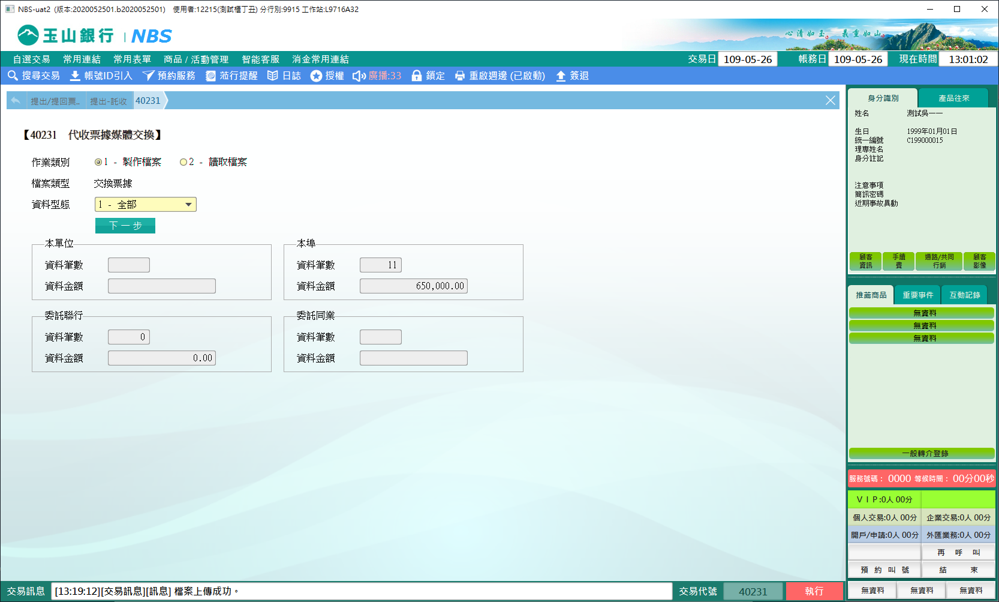 NBS-uat2 (版本:2020052501.b2020052501) 使用者:12215(測試櫃丁丑) 分行別:9915 工作站:L9716A32
玉山銀行 | NBS
心清如玉。 義重如山。
自選交易 常用連結 常用表單 商品 / 活動管理 智能客服 消金常用連結 交易日 109-05-26 帳務日 109-05-26 現在時間 13:01:02
搜尋交易 帳號ID引入 預約服務 蒞行提醒 日誌 授權 廣播:33 鎖定 重啟週邊 (已啟動) 簽退
提出/提回票.. 提出-託收 40231
【40231 代收票據媒體交換】
作業類別 1 - 製作檔案 2 - 讀取檔案
檔案類型 交換票據
資料型態 1 - 全部
下一步
本單位
資料筆數
資料金額
本埠
資料筆數 11
資料金額 650,000.00
委託聯行
資料筆數 0
資料金額 0.00
委託同業
資料筆數
資料金額
身分識別 產品往來
姓名 測試吳一一
生日 1999年01月01日
統一編號 C199000015
理專姓名
身分註記
注意事項
簡訊密碼
近期事故異動
顧客資訊 手續費 通路/共同行銷 顧客影像
推薦商品 重要事件 互動記錄
無資料
無資料
無資料
一般轉介登錄
服務號碼： 0000 等候時間： 00分00秒
ＶＩＰ:0人 00分
個人交易:0人 00分 企業交易:0人 00分
開戶/申請:0人 00分 外匯業務:0人 00分
再 呼 叫
預 約 叫 號 結 束
無資料 無資料 無資料
交易訊息 [13:19:12][交易訊息][訊息] 檔案上傳成功。 交易代號 40231 執行